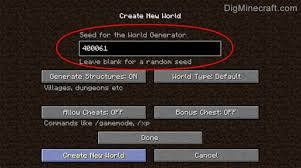 DigMinecraft.com
Create New World
Seed for the World Generator
400061
Leave blank for a random seed
Generate Structures: ON World Type: Default
Villages, dungeons etc
Allow Cheats: OFF Bonus Chest: OFF
Commands like /gamemode, /xp
Done
Create New World Cancel